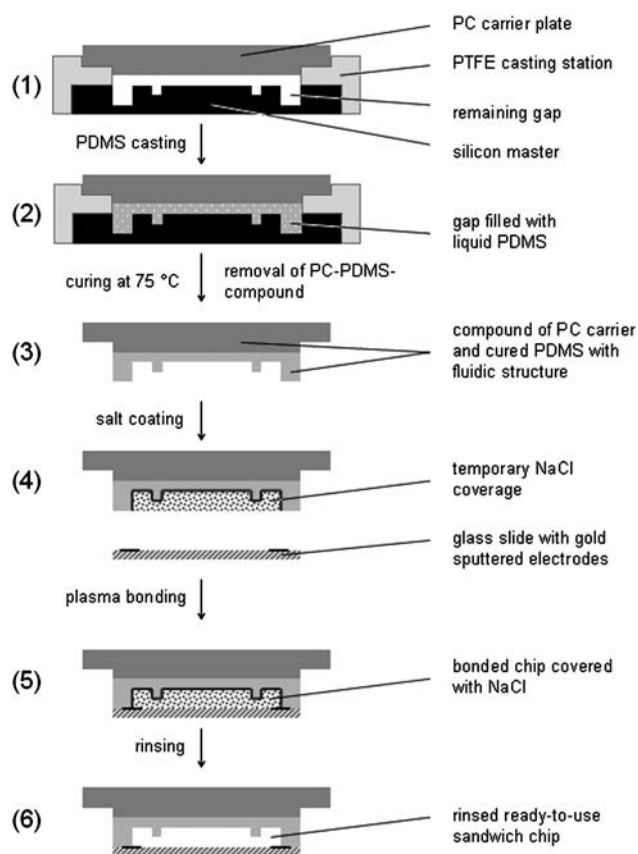 PC carrier plate
PTFE casting station
(1)
remaining gap
silicon master
PDMS casting
(2)
gap filled with
liquid PDMS
curing at 75 °C
removal of PC-PDMS-
compound
(3)
compound of PC carrier
and cured PDMS with
fluidic structure
salt coating
(4)
temporary NaCl
coverage
glass slide with gold
sputtered electrodes
plasma bonding
(5)
bonded chip covered
with NaCl
rinsing
(6)
rinsed ready-to-use
sandwich chip